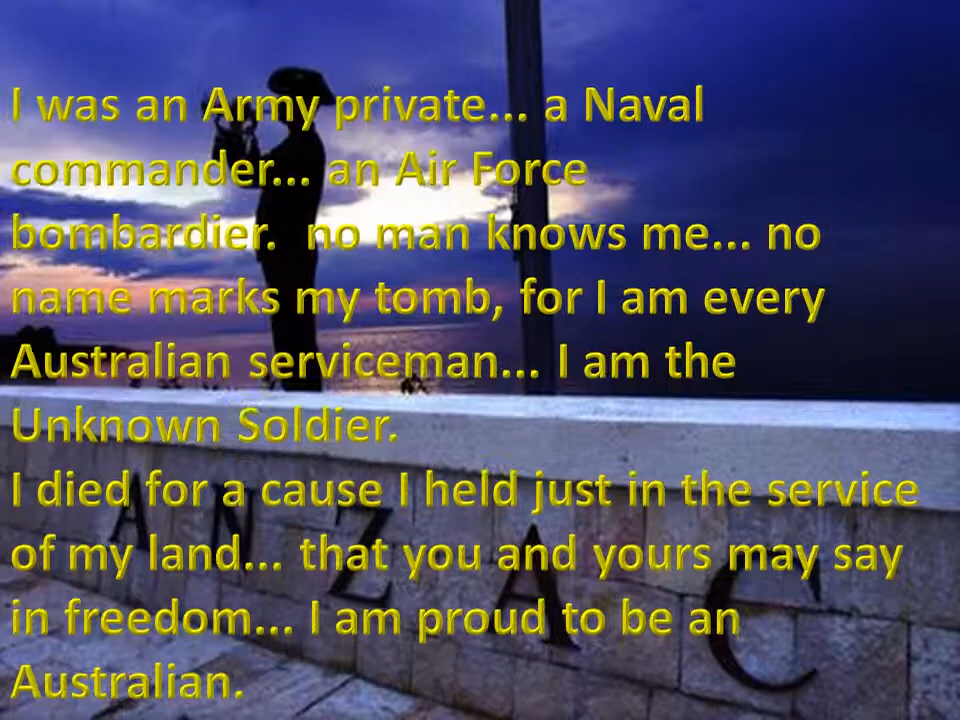 I was an Army private... a Naval
commander... an Air Force
bombardier.  no man knows me... no
name marks my tomb, for I am every
Australian serviceman... I am the
Unknown Soldier.
I died for a cause I held just in the service
of my land... that you and yours may say
in freedom... I am proud to be an
Australian.
A N Z A C